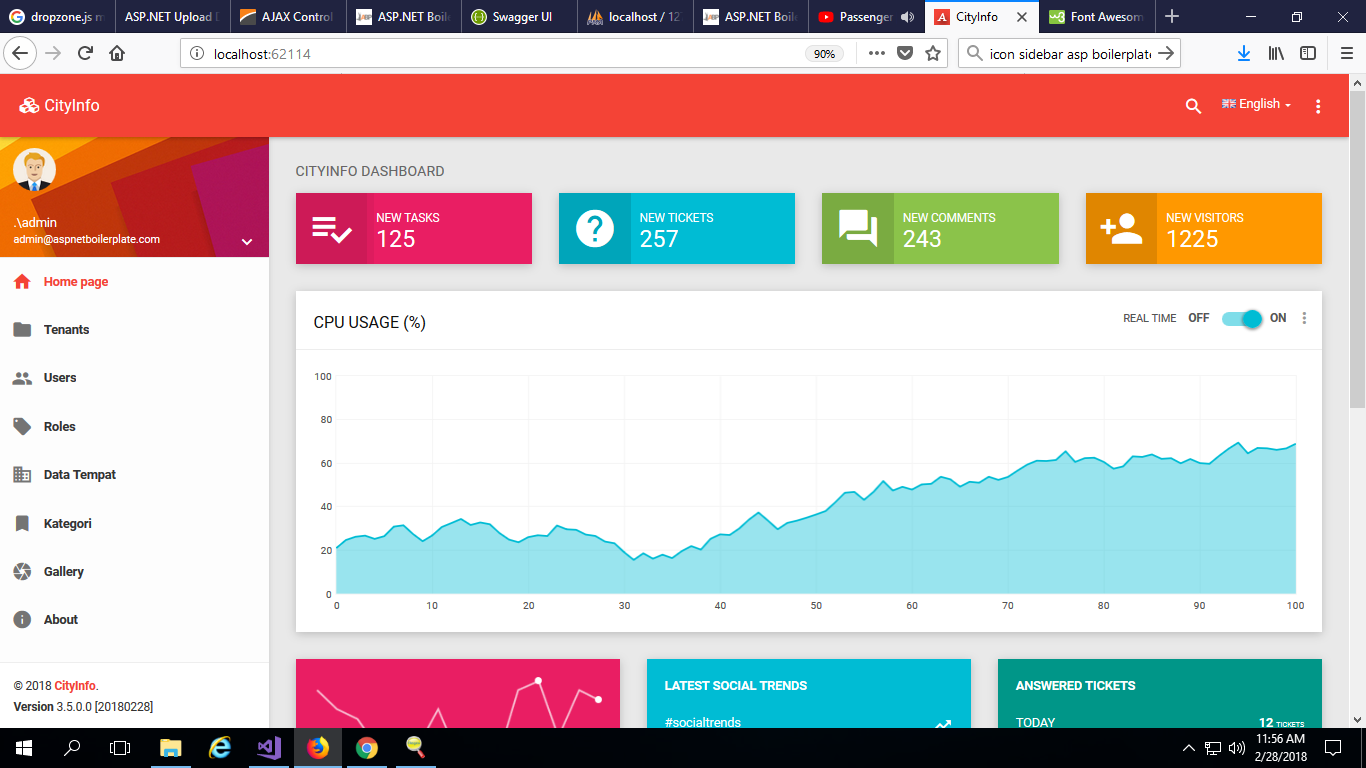 dropzone.js m
ASP.NET Upload D
AJAX Control
ASP.NET Boile
Swagger UI
localhost / 127
ASP.NET Boile
Passenger
CityInfo
Font Awesom
localhost:62114
90%
icon sidebar asp boilerplate
CityInfo
English
.\admin
admin@aspnetboilerplate.com
Home page
Tenants
Users
Roles
Data Tempat
Kategori
Gallery
About
© 2018 CityInfo.
Version 3.5.0.0 [20180228]
CITYINFO DASHBOARD
NEW TASKS
125
NEW TICKETS
257
NEW COMMENTS
243
NEW VISITORS
1225
CPU USAGE (%)
REAL TIME OFF ON
100
80
60
40
20
0
0 10 20 30 40 50 60 70 80 90 100
LATEST SOCIAL TRENDS
#socialtrends
ANSWERED TICKETS
TODAY 12 TICKETS
11:56 AM
2/28/2018